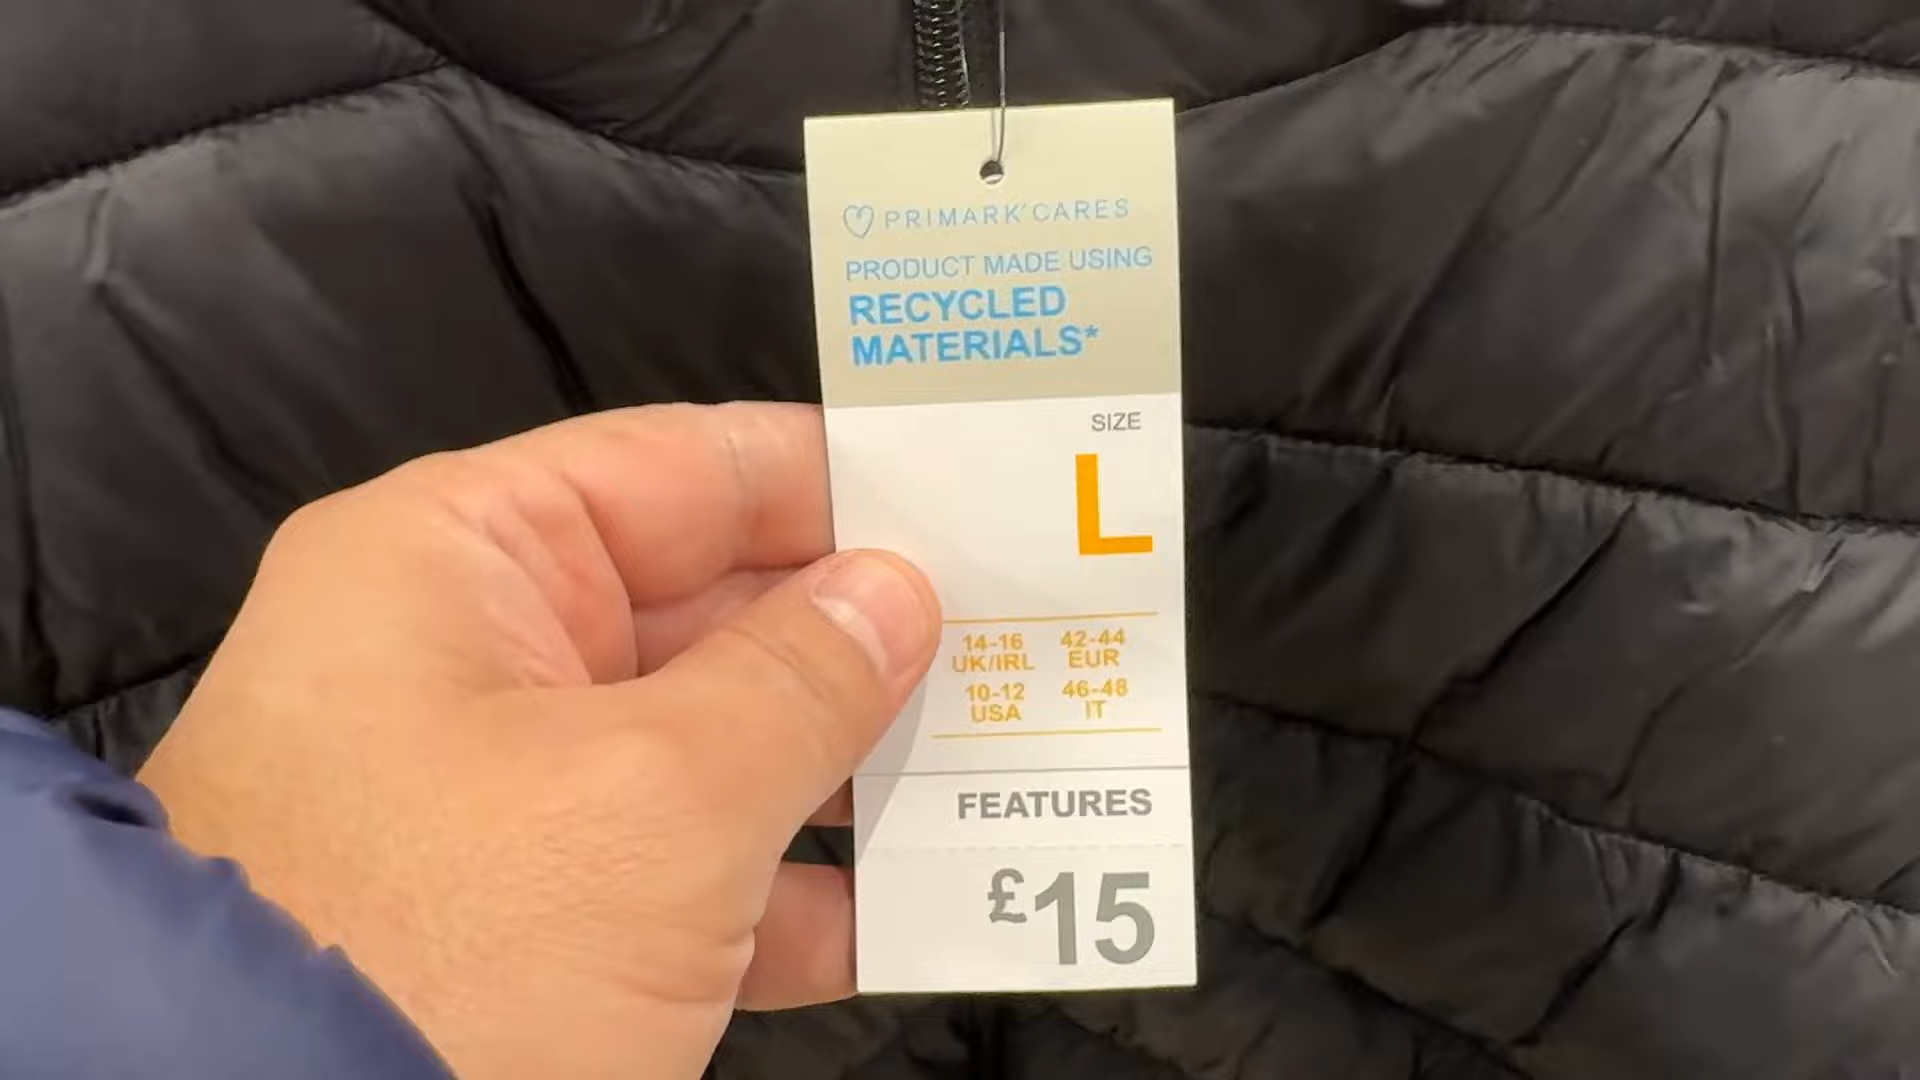 PRIMARK CARES
PRODUCT MADE USING
RECYCLED
MATERIALS*
SIZE
L
14-16 42-44
UK/IRL EUR
10-12 46-48
USA IT
FEATURES
£15